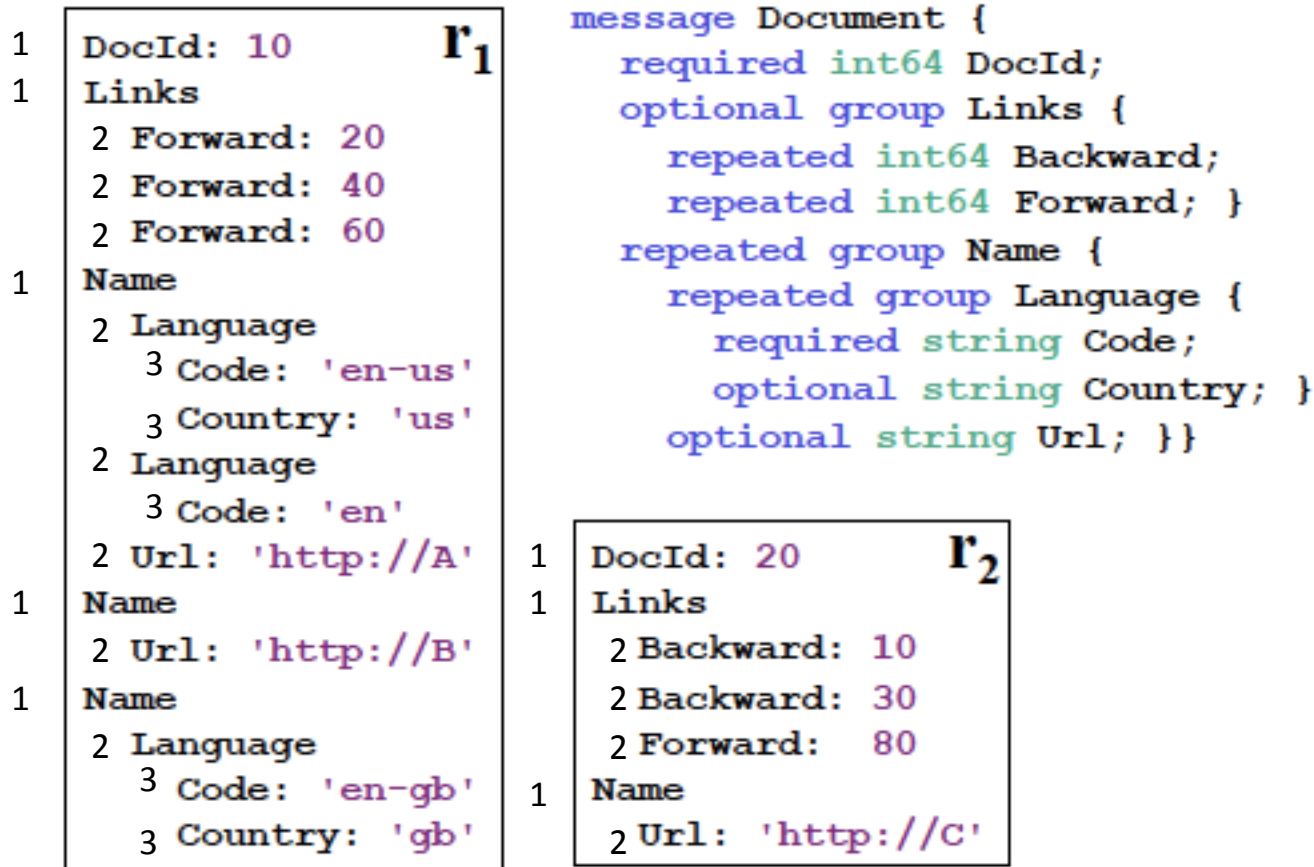 1 DocId: 10 r1
1 Links
2 Forward: 20
2 Forward: 40
2 Forward: 60
1 Name
2 Language
3 Code: 'en-us'
3 Country: 'us'
2 Language
3 Code: 'en'
2 Url: 'http://A'
1 Name
2 Url: 'http://B'
1 Name
2 Language
3 Code: 'en-gb'
3 Country: 'gb'
message Document {
required int64 DocId;
optional group Links {
repeated int64 Backward;
repeated int64 Forward; }
repeated group Name {
repeated group Language {
required string Code;
optional string Country; }
optional string Url; }}
1 DocId: 20 r2
1 Links
2 Backward: 10
2 Backward: 30
2 Forward: 80
1 Name
2 Url: 'http://C'